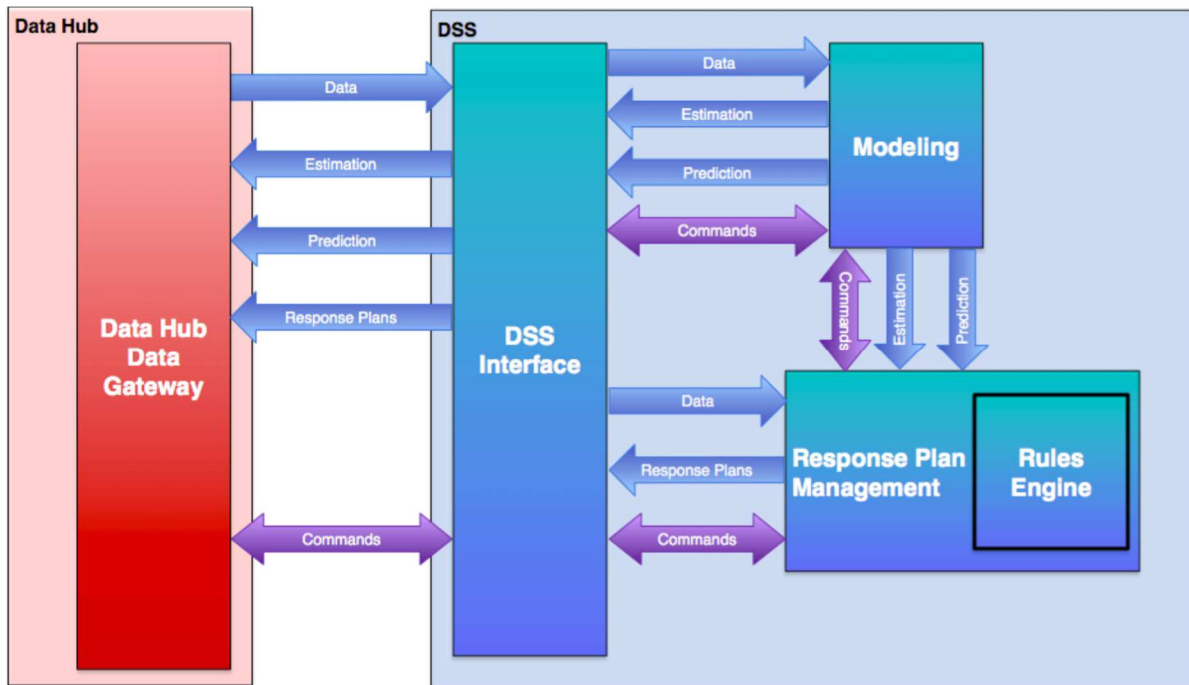 Data Hub
DSS
Data
Estimation
Prediction
Response Plans
Commands
Data Hub
Data
Gateway
DSS
Interface
Data
Estimation
Prediction
Commands
Modeling
Commands
Estimation
Prediction
Data
Response Plans
Commands
Response Plan
Management
Rules
Engine